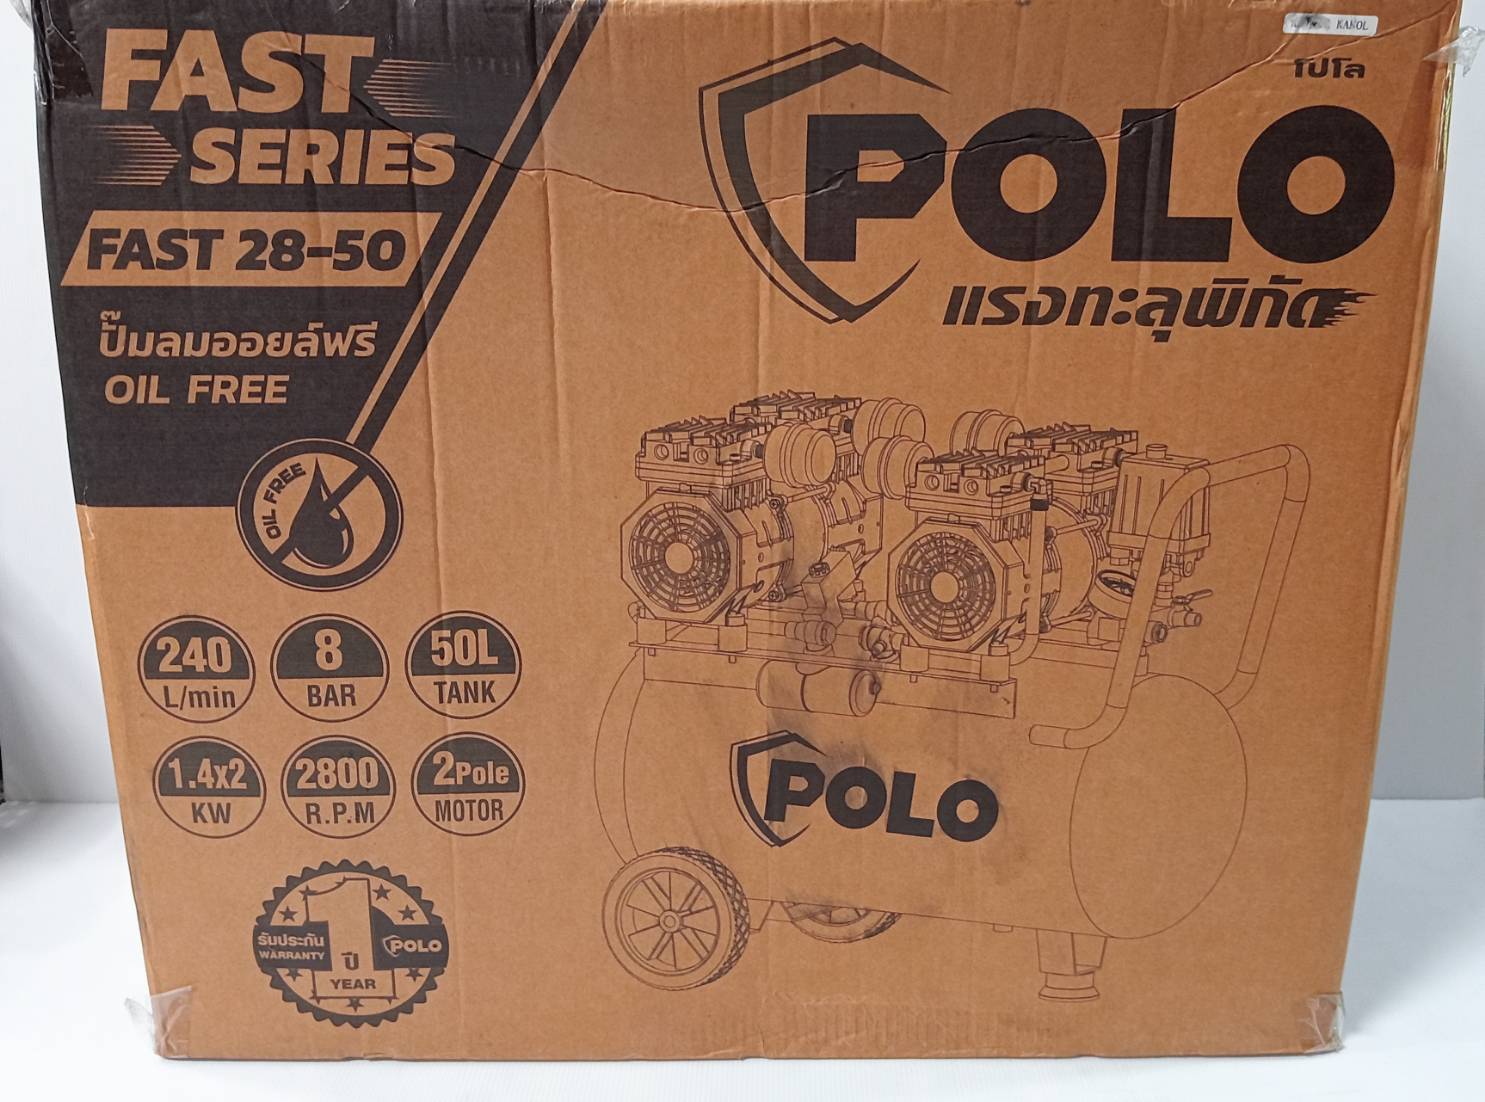 FAST
SERIES
FAST 28-50
ปั๊มลมออยล์ฟรี
OIL FREE
OIL FREE
240
L/min
8
BAR
50L
TANK
1.4x2
KW
2800
R.P.M
2Pole
MOTOR
1
รับประกัน
WARRANTY
ปี
YEAR
POLO
KANOL
โปโล
POLO
แรงทะลุพิกัด
POLO